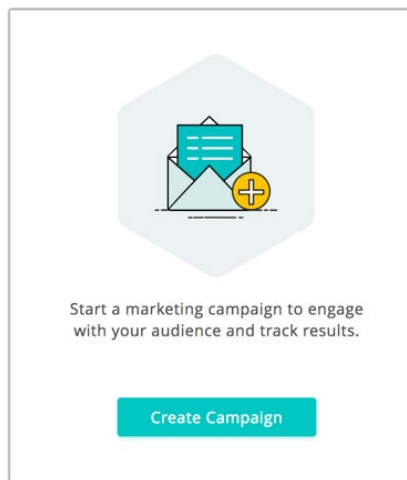 Start a marketing campaign to engage
with your audience and track results.
Create Campaign